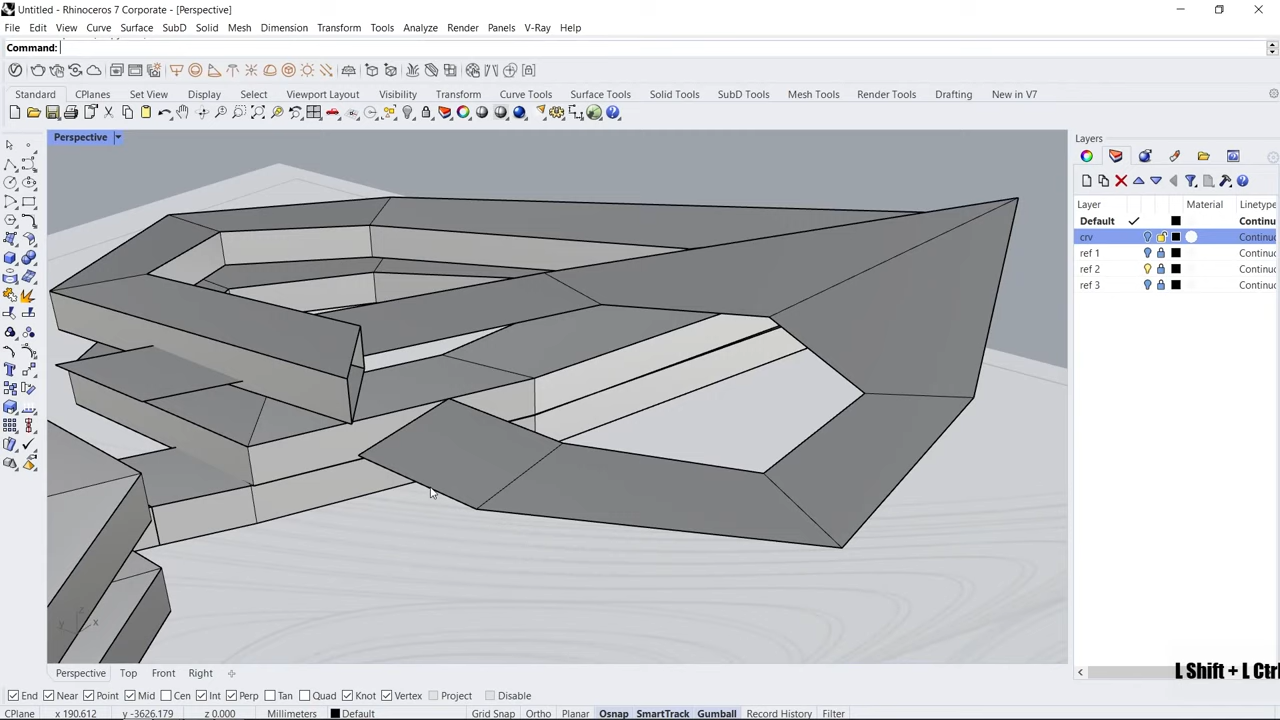 Untitled - Rhinoceros 7 Corporate - [Perspective]
File Edit View Curve Surface SubD Solid Mesh Dimension Transform Tools Analyze Render Panels V-Ray Help
Command:
Standard CPlanes Set View Display Select Viewport Layout Visibility Transform Curve Tools Surface Tools Solid Tools SubD Tools Mesh Tools Render Tools Drafting New in V7
Perspective
Layers
Layer Material Linetype
Default Continu
crv Continuc
ref 1 Continuc
ref 2 Continuc
ref 3 Continuc
z
y x
L Shift + L Ctrl
Perspective Top Front Right
End Near Point Mid Cen Int Perp Tan Quad Knot Vertex Project Disable
CPlane x 190.612 y -3626.179 z 0.000 Millimeters Default Grid Snap Ortho Planar Osnap SmartTrack Gumball Record History Filter